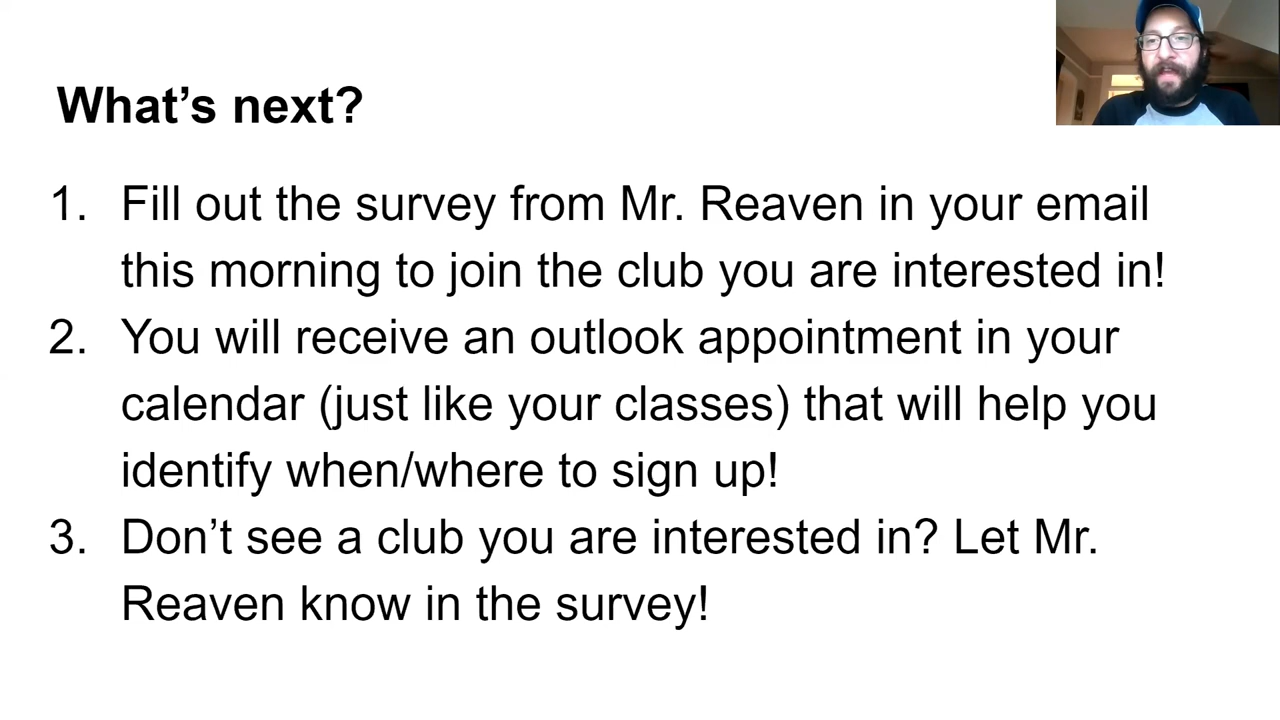 What’s next?
1. Fill out the survey from Mr. Reaven in your email
this morning to join the club you are interested in!
2. You will receive an outlook appointment in your
calendar (just like your classes) that will help you
identify when/where to sign up!
3. Don’t see a club you are interested in? Let Mr.
Reaven know in the survey!